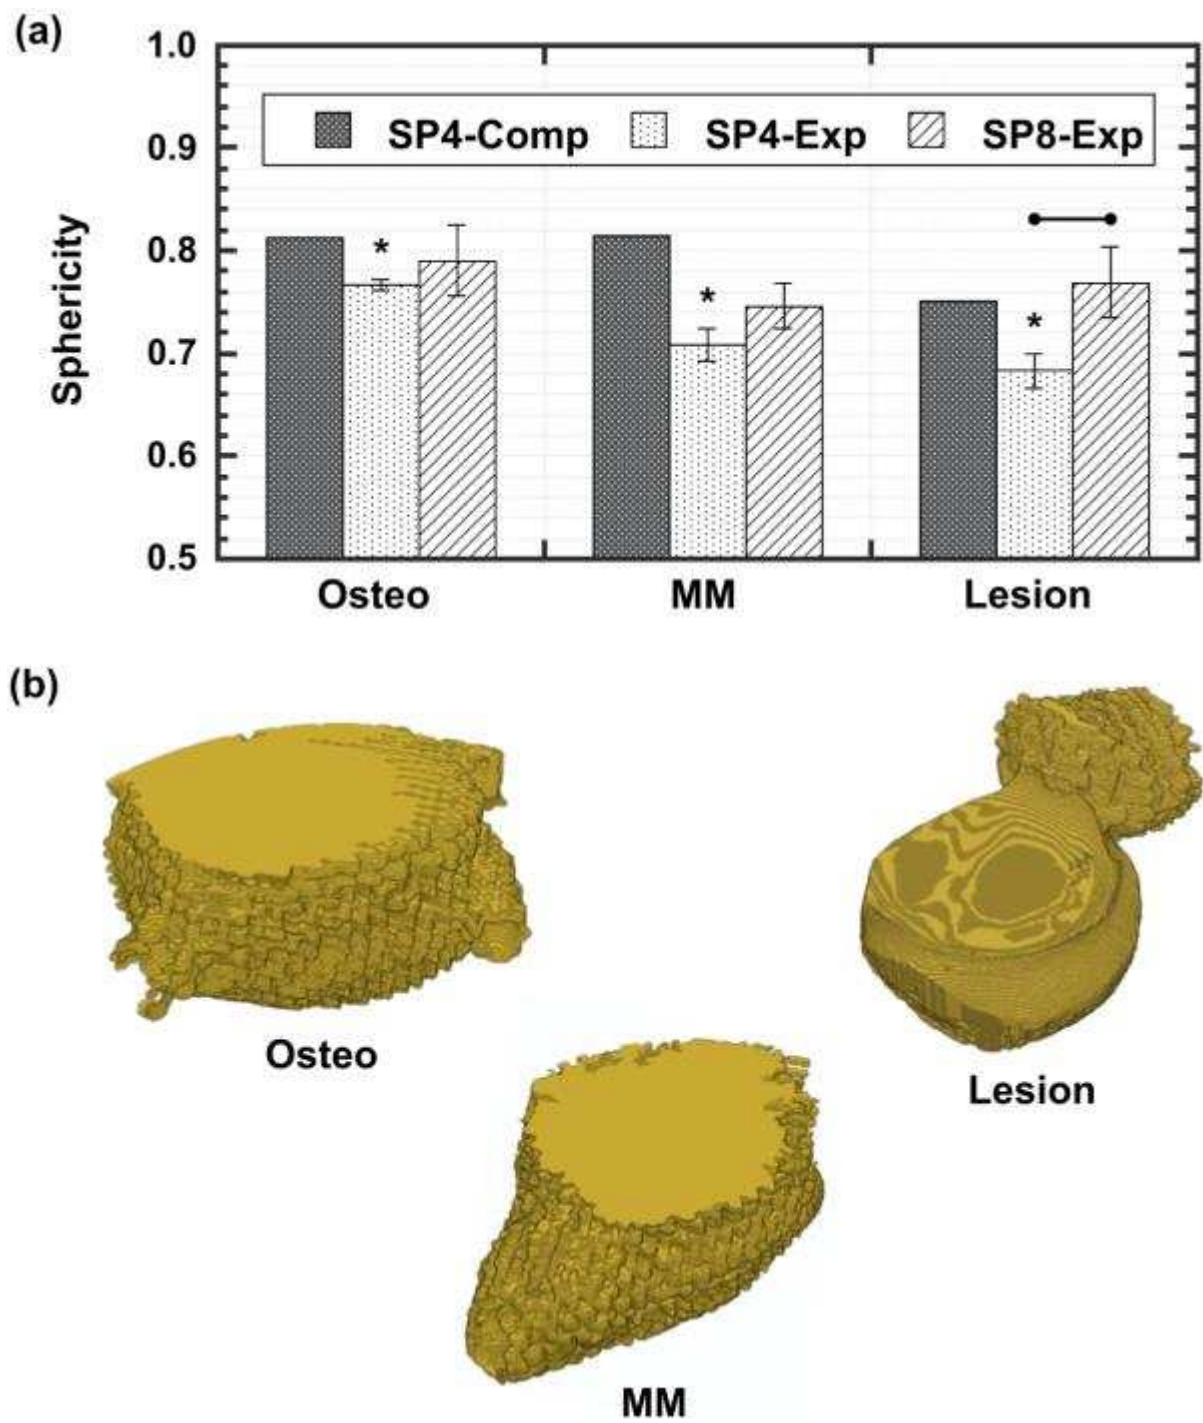 (a)
1.0
0.9
0.8
0.7
0.6
0.5
Sphericity
SP4-Comp SP4-Exp SP8-Exp
* * *
Osteo MM Lesion
(b)
Osteo
Lesion
MM